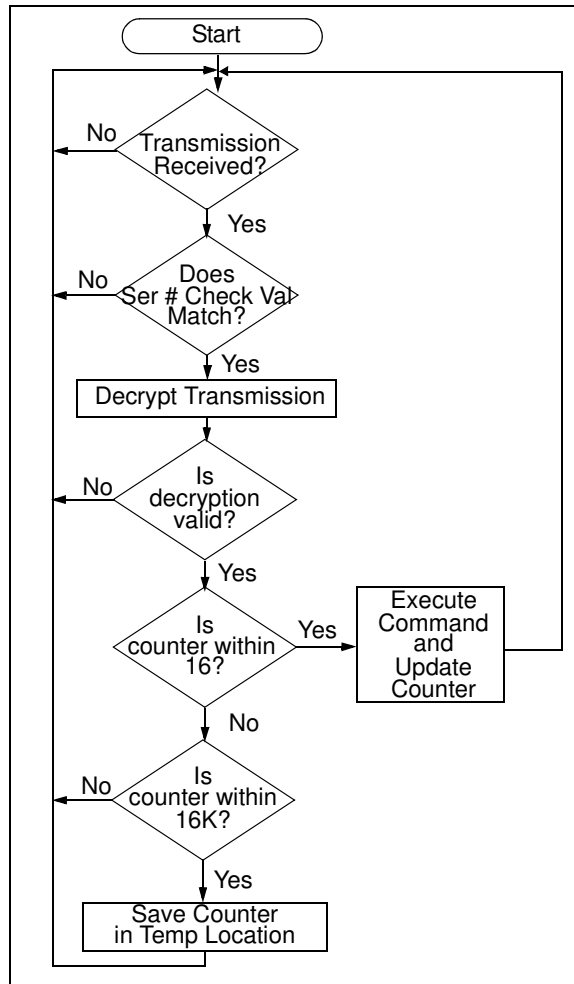 Start
No
Transmission
Received?
Yes
No
Does
Ser # Check Val
Match?
Yes
Decrypt Transmission
No
Is
decryption
valid?
Yes
Is
counter within
16?
Yes
Execute
Command
and
Update
Counter
No
No
Is
counter within
16K?
Yes
Save Counter
in Temp Location